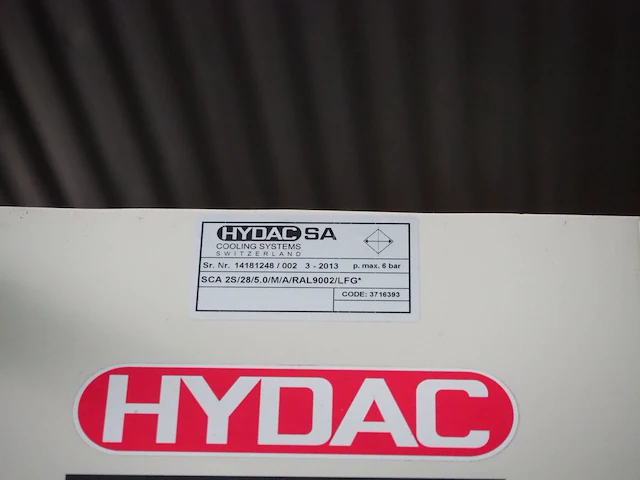 HYDAC SA
COOLING SYSTEMS
SWITZERLAND
Sr. Nr. 14181248 / 002 3 - 2013 p. max. 6 bar
SCA 2S/28/5.0/M/A/RAL9002/LFG*
CODE: 3716393
HYDAC